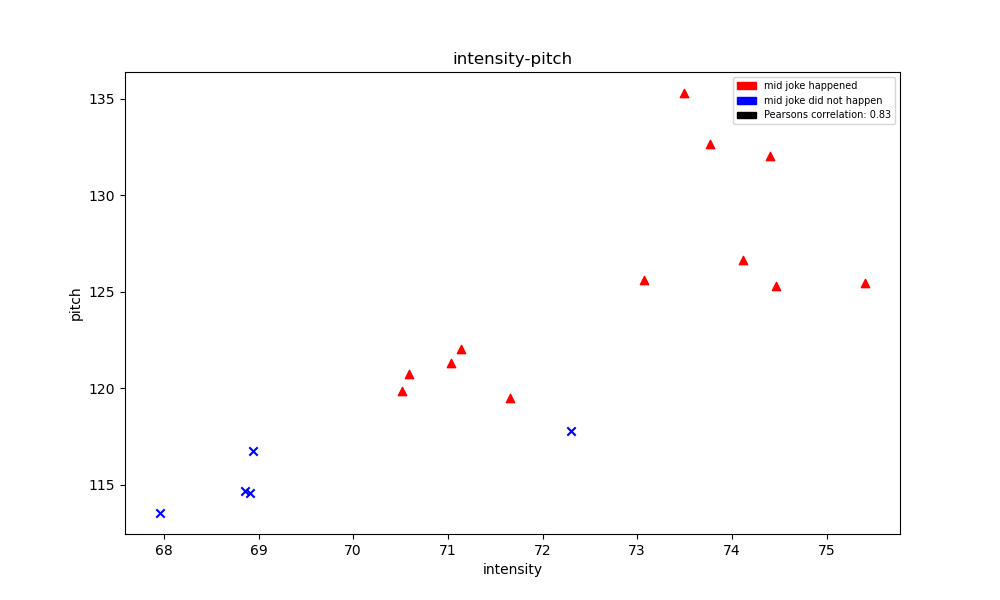 intensity-pitch
mid joke happened
mid joke did not happen
Pearsons correlation: 0.83
135
130
125
120
115
pitch
68 69 70 71 72 73 74 75
intensity